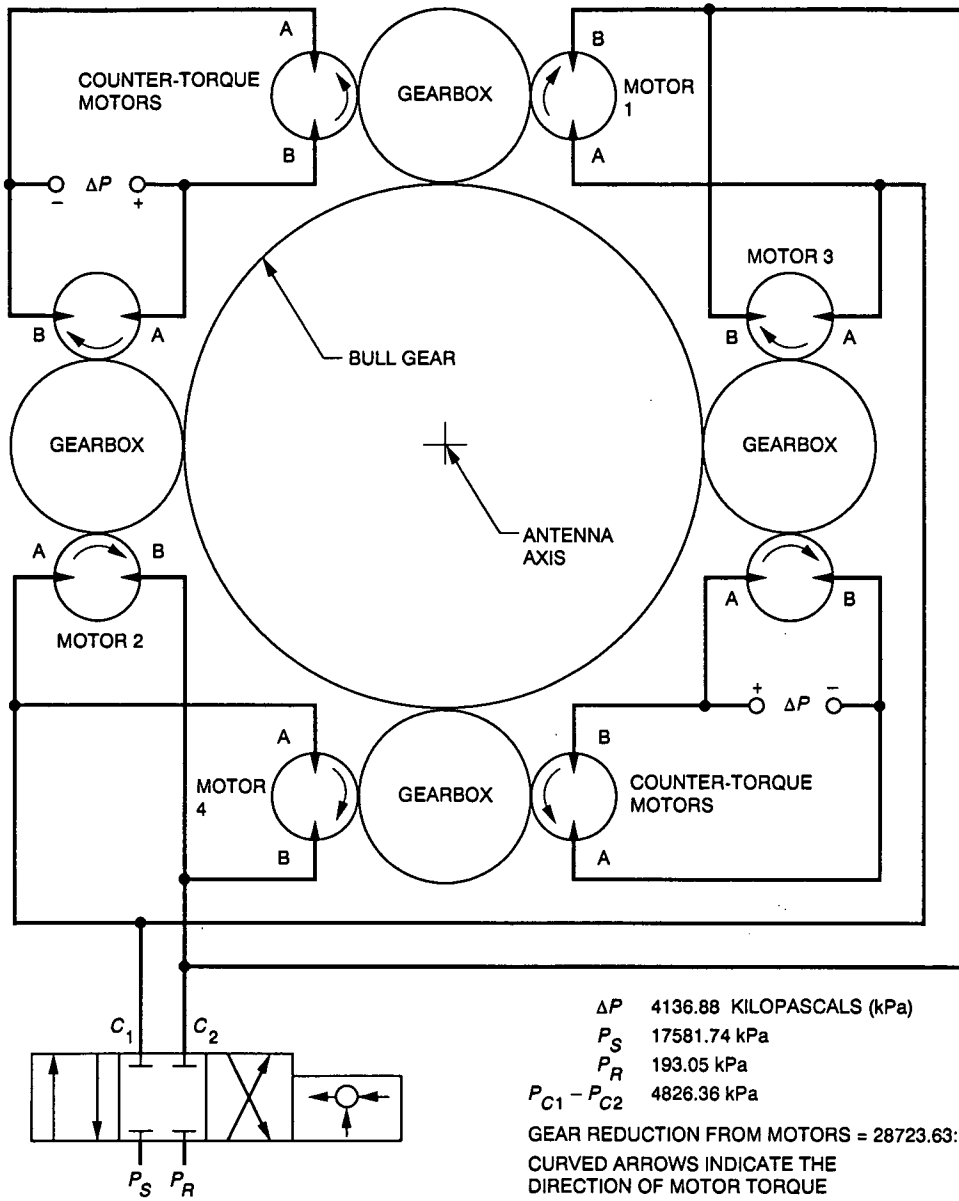 A
B
COUNTER-TORQUE
MOTORS
GEARBOX
MOTOR
1
B
A
ΔP
− +
MOTOR 3
B A
B A
BULL GEAR
GEARBOX
GEARBOX
ANTENNA
AXIS
A B
A B
MOTOR 2
+ −
ΔP
A
B
MOTOR
4
GEARBOX
COUNTER-TORQUE
MOTORS
B
A
C1 C2
ΔP 4136.88 KILOPASCALS (kPa)
PS 17581.74 kPa
PR 193.05 kPa
PC1 − PC2 4826.36 kPa
GEAR REDUCTION FROM MOTORS = 28723.63:
CURVED ARROWS INDICATE THE
DIRECTION OF MOTOR TORQUE
PS PR